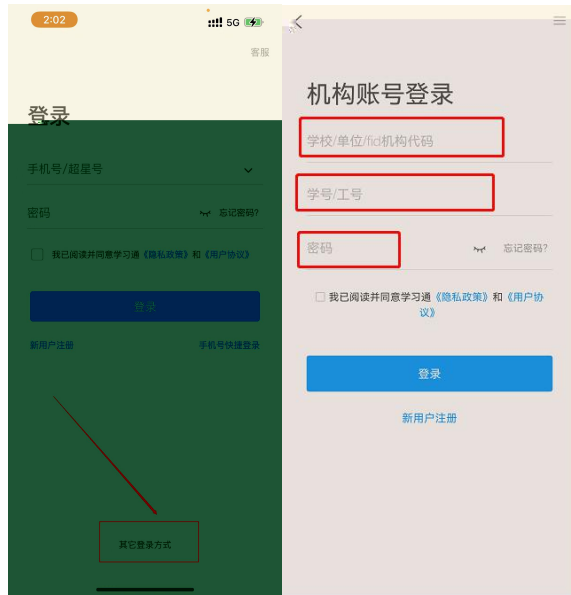 2:02
5G
客服
登录
手机号/超星号
密码
忘记密码?
我已阅读并同意学习通《隐私政策》和《用户协议》
登录
新用户注册
手机号快捷登录
其它登录方式
机构账号登录
学校/单位/fid机构代码
学号/工号
密码
忘记密码?
我已阅读并同意学习通《隐私政策》和《用户协
议》
登录
新用户注册